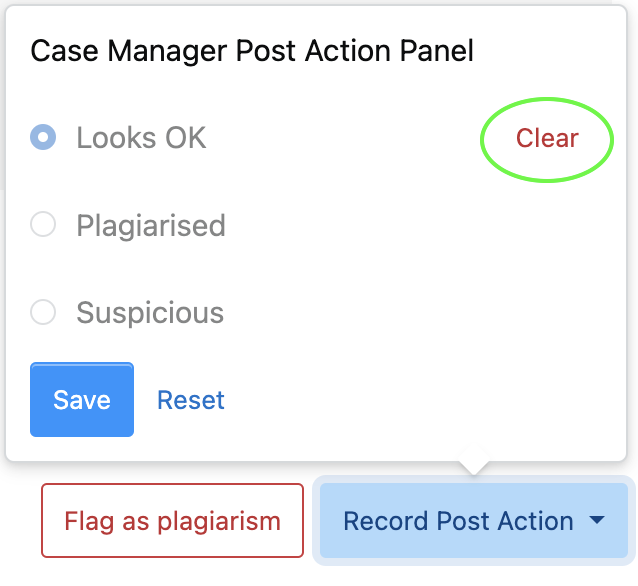 Case Manager Post Action Panel
Looks OK Clear
Plagiarised
Suspicious
Save Reset
Flag as plagiarism Record Post Action